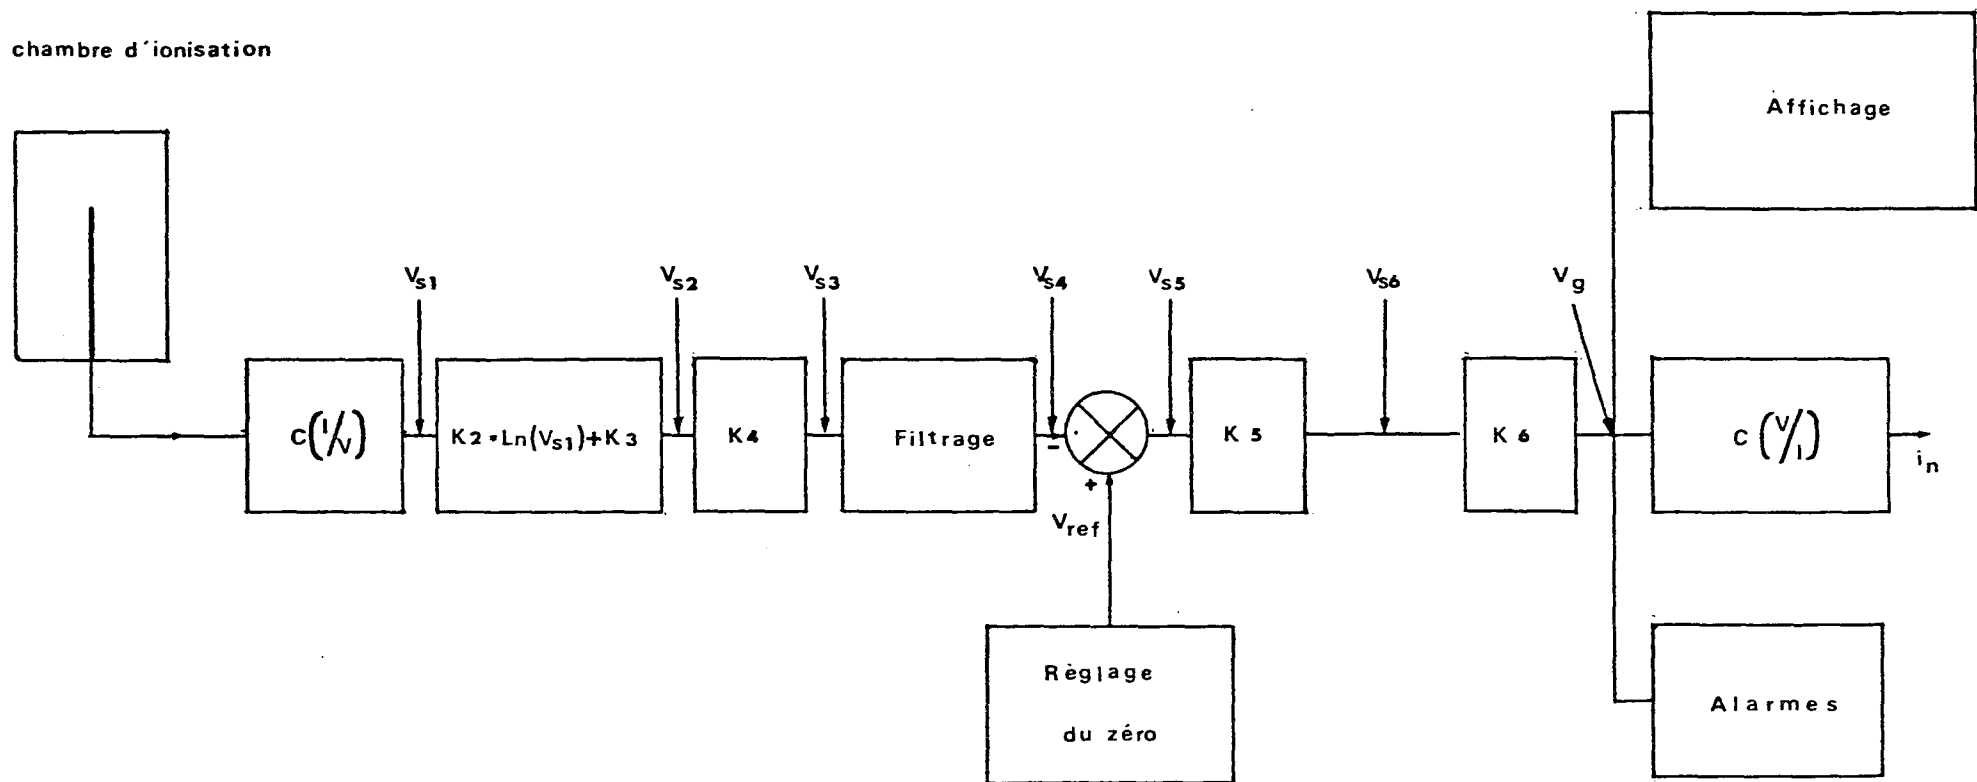 chambre d'ionisation
Affichage
Vs1
Vs2
Vs3
Vs4
Vs5
Vs6
Vg
C(I/V)
K2*Ln(Vs1)+K3
K4
Filtrage
-
K5
K6
C(V/I)
in
+
Vref
Règlage
du zéro
Alarmes